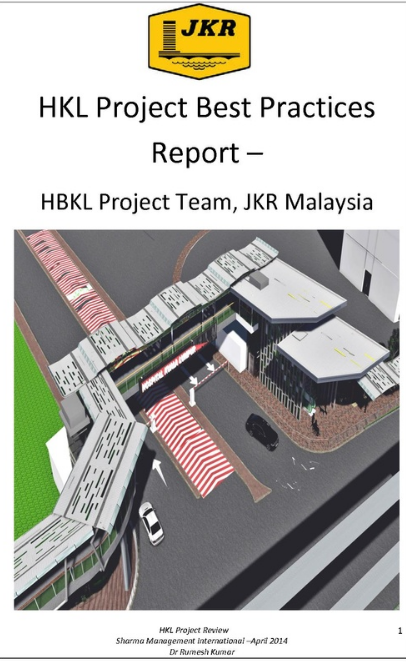 JKR
HKL Project Best Practices
Report –
HBKL Project Team, JKR Malaysia
HKL Project Review
Sharma Management International –April 2014
Dr Rumesh Kumar
1